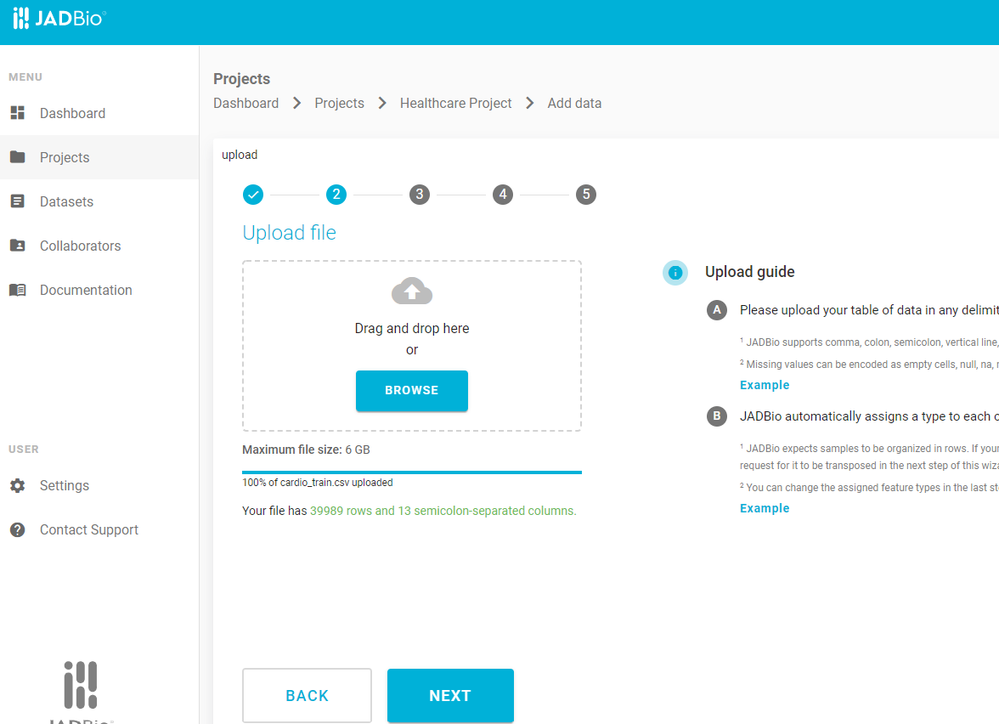 JADBio®
MENU
Dashboard
Projects
Datasets
Collaborators
Documentation
USER
Settings
Contact Support
JADBio
Projects
Dashboard > Projects > Healthcare Project > Add data
upload
2 3 4 5
Upload file
Drag and drop here
or
BROWSE
Maximum file size: 6 GB
100% of cardio_train.csv uploaded
Your file has 39989 rows and 13 semicolon-separated columns.
BACK NEXT
i Upload guide
A Please upload your table of data in any delimit
1 JADBio supports comma, colon, semicolon, vertical line,
2 Missing values can be encoded as empty cells, null, na,
Example
B JADBio automatically assigns a type to each
1 JADBio expects samples to be organized in rows. If your
request for it to be transposed in the next step of this wiza
2 You can change the assigned feature types in the last st
Example